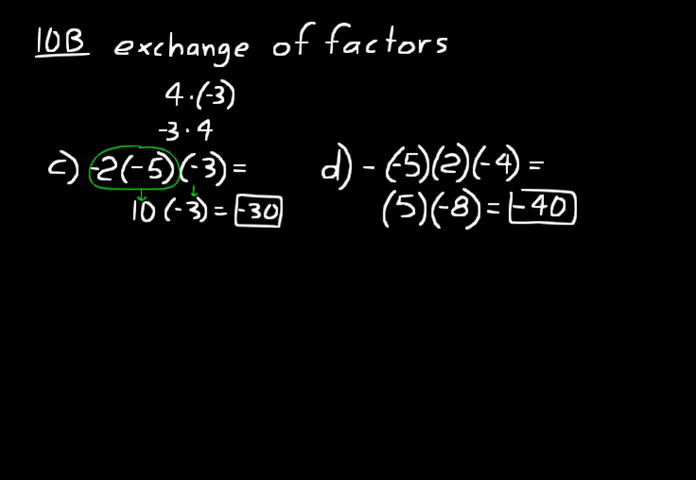 10B exchange of factors
4·(-3)
-3·4
c) -2(-5)(-3)=
10(-3)=-30
d) -(-5)(2)(-4)=
(5)(-8)=-40